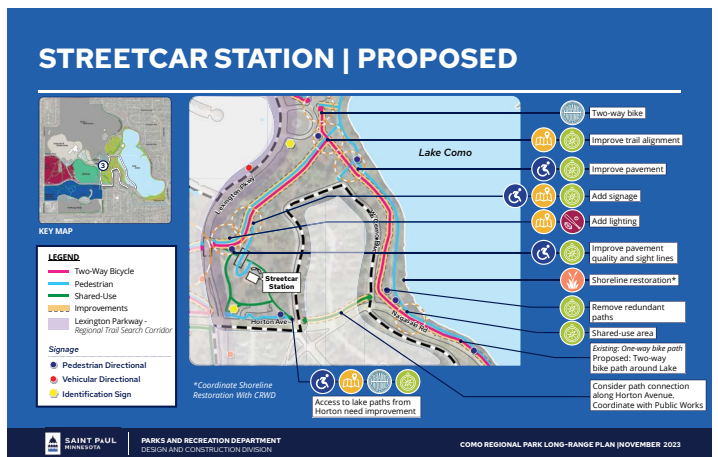 STREETCAR STATION | PROPOSED
3
KEY MAP
LEGEND
Two-Way Bicycle
Pedestrian
Shared-Use
Improvements
Lexington Parkway -
Regional Trail Search Corridor
Signage
Pedestrian Directional
Vehicular Directional
Identification Sign
Lake Como
Lexington Pkwy
Streetcar
Station
Horton Ave
Nagasaki Rd
*Coordinate Shoreline
Restoration With CRWD
Two-way bike
Improve trail alignment
Improve pavement
Add signage
Add lighting
Improve pavement
quality and sight lines
Shoreline restoration*
Remove redundant
paths
Shared-use area
Existing: One-way bike path
Proposed: Two-way
bike path around Lake
Consider path connection
along Horton Avenue.
Coordinate with Public Works
Access to lake paths from
Horton need improvement
SAINT PAUL
MINNESOTA
PARKS AND RECREATION DEPARTMENT
DESIGN AND CONSTRUCTION DIVISION
COMO REGIONAL PARK LONG-RANGE PLAN |NOVEMBER 2023